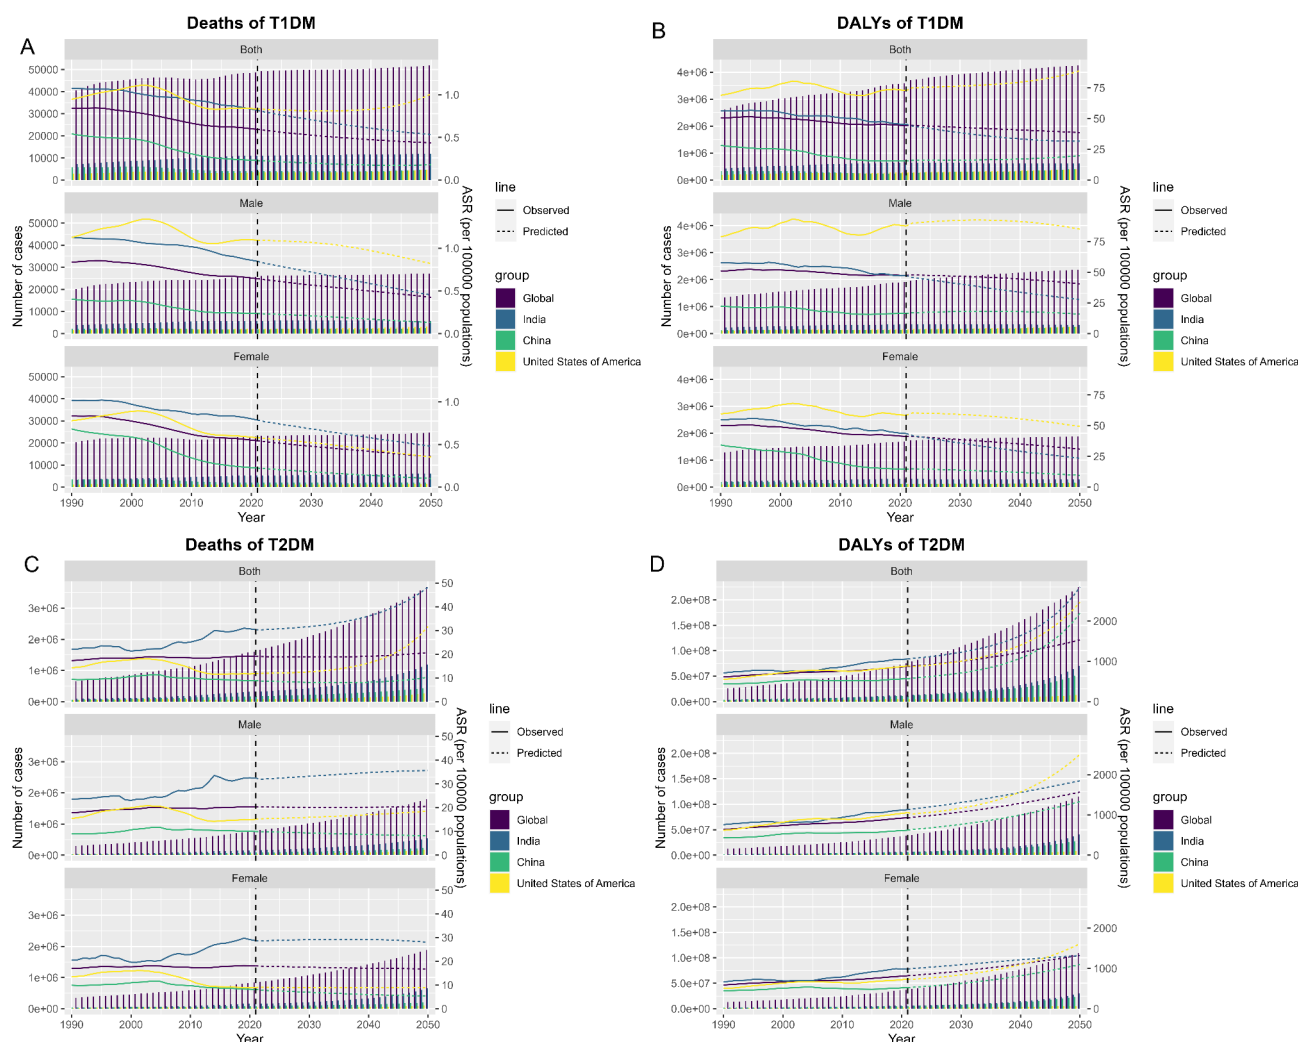 Deaths of T1DM
A
Both
50000
40000
30000
20000
10000
0
1.0
0.5
0.0
Male
50000
40000
30000
20000
10000
0
1.0
0.5
0.0
Female
50000
40000
30000
20000
10000
0
1.0
0.5
0.0
1990 2000 2010 2020 2030 2040 2050
Year
Number of cases
ASR (per 100000 populations)
line
Observed
Predicted
group
Global
India
China
United States of America
DALYs of T1DM
B
Both
4e+06
3e+06
2e+06
1e+06
0e+00
75
50
25
0
Male
4e+06
3e+06
2e+06
1e+06
0e+00
75
50
25
0
Female
4e+06
3e+06
2e+06
1e+06
0e+00
75
50
25
0
1990 2000 2010 2020 2030 2040 2050
Year
Number of cases
ASR (per 100000 populations)
line
Observed
Predicted
group
Global
India
China
United States of America
Deaths of T2DM
C
Both
3e+06
2e+06
1e+06
0e+00
50
40
30
20
10
0
Male
3e+06
2e+06
1e+06
0e+00
50
40
30
20
10
0
Female
3e+06
2e+06
1e+06
0e+00
50
40
30
20
10
0
1990 2000 2010 2020 2030 2040 2050
Year
Number of cases
ASR (per 100000 populations)
line
Observed
Predicted
group
Global
India
China
United States of America
DALYs of T2DM
D
Both
2.0e+08
1.5e+08
1.0e+08
5.0e+07
0.0e+00
2000
1000
0
Male
2.0e+08
1.5e+08
1.0e+08
5.0e+07
0.0e+00
2000
1000
0
Female
2.0e+08
1.5e+08
1.0e+08
5.0e+07
0.0e+00
2000
1000
0
1990 2000 2010 2020 2030 2040 2050
Year
Number of cases
ASR (per 100000 populations)
line
Observed
Predicted
group
Global
India
China
United States of America